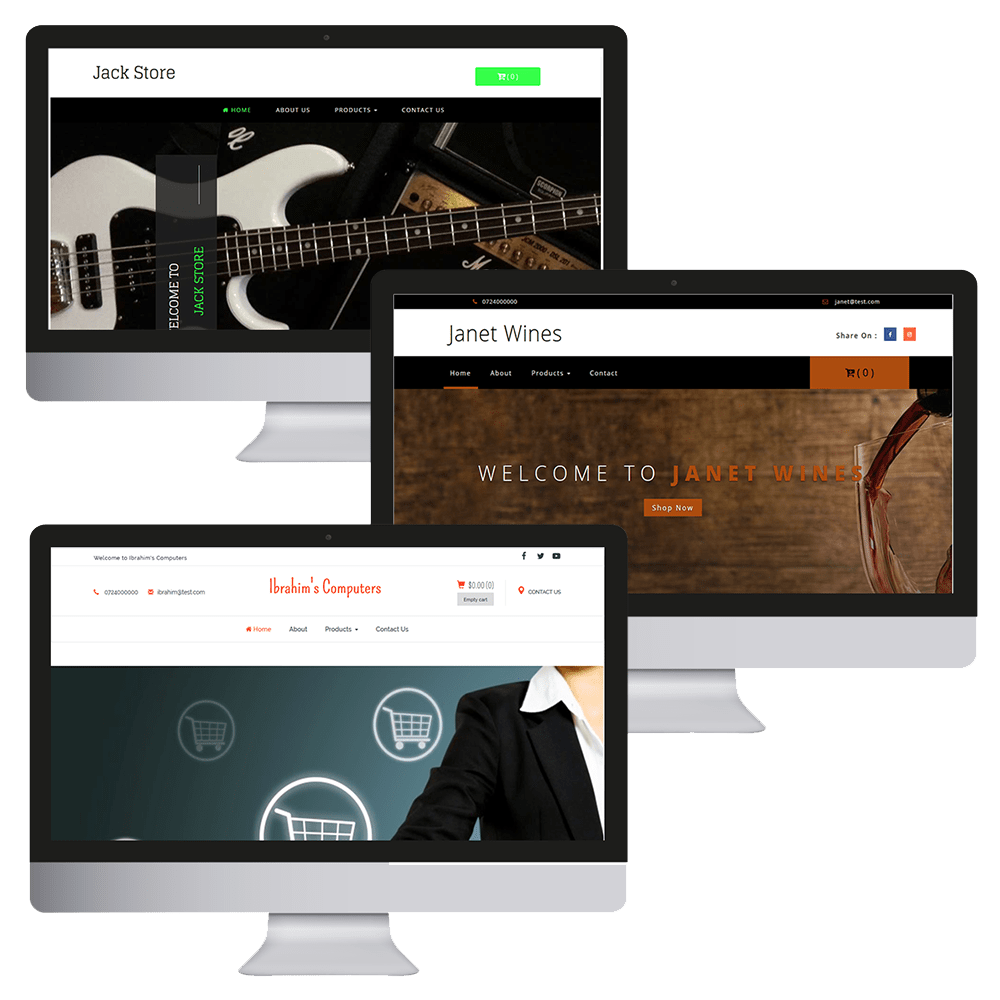 Jack Store
(0)
HOME ABOUT US PRODUCTS CONTACT US
SCORPION
WELCOME TO
JACK STORE
0724000000 janet@test.com
Janet Wines
Share On :
Home About Products Contact
( 0 )
WELCOME TO JANET WINES
Shop Now
Welcome to Ibrahim's Computers
0724000000 ibrahim@test.com
Ibrahim's Computers
$0.00 (0)
Empty cart
CONTACT US
Home About Products Contact Us